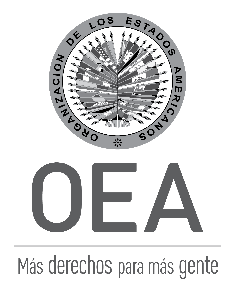 ORGANIZACIÓN DE LOS ESTADOS AMERICANOS
OEA
Más derechos para más gente